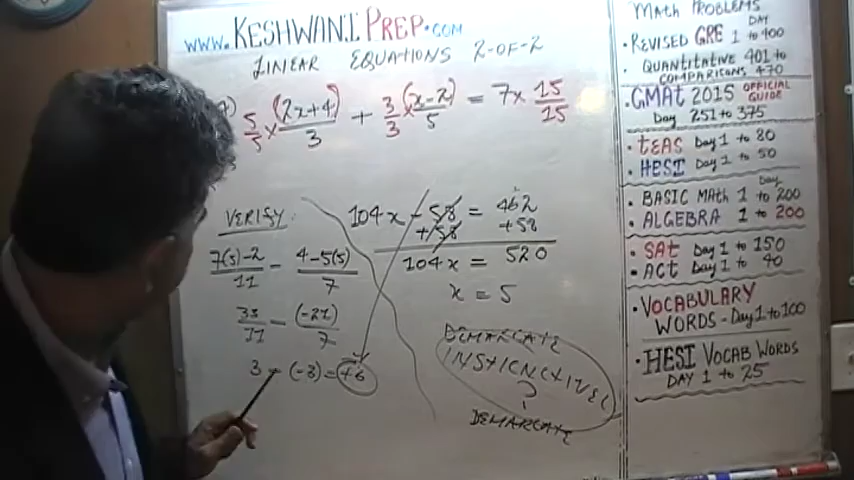 www.KESHWANI PREP.COM
LINEAR EQUATIONS 2-OF-2
5/5 × (2x+4)/3 + 3/3 × (x-2)/5 = 7 × 15/15
VERIFY:
7(5)-2/11 - 4-5(5)/7
33/11 - (-21)/7
3 - (-3) = +6
104x - 58 = 462
+58 +58
104x = 520
x = 5
DEMARCATE
?
DEMARCATE
MATH PROBLEMS
• REVISED GRE DAY 1 to 400
• QUANTITATIVE 401 to
COMPARISONS 470
• GMAT 2015 OFFICIAL GUIDE
Day 251 to 375
• TEAS Day 1 to 80
• HESI Day 1 to 50
Day
• BASIC MATH 1 to 200
• ALGEBRA 1 to 200
• SAT Day 1 to 150
• ACT Day 1 to 40
• VOCABULARY
WORDS - Day 1 to 100
• HESI VOCAB WORDS
DAY 1 to 25